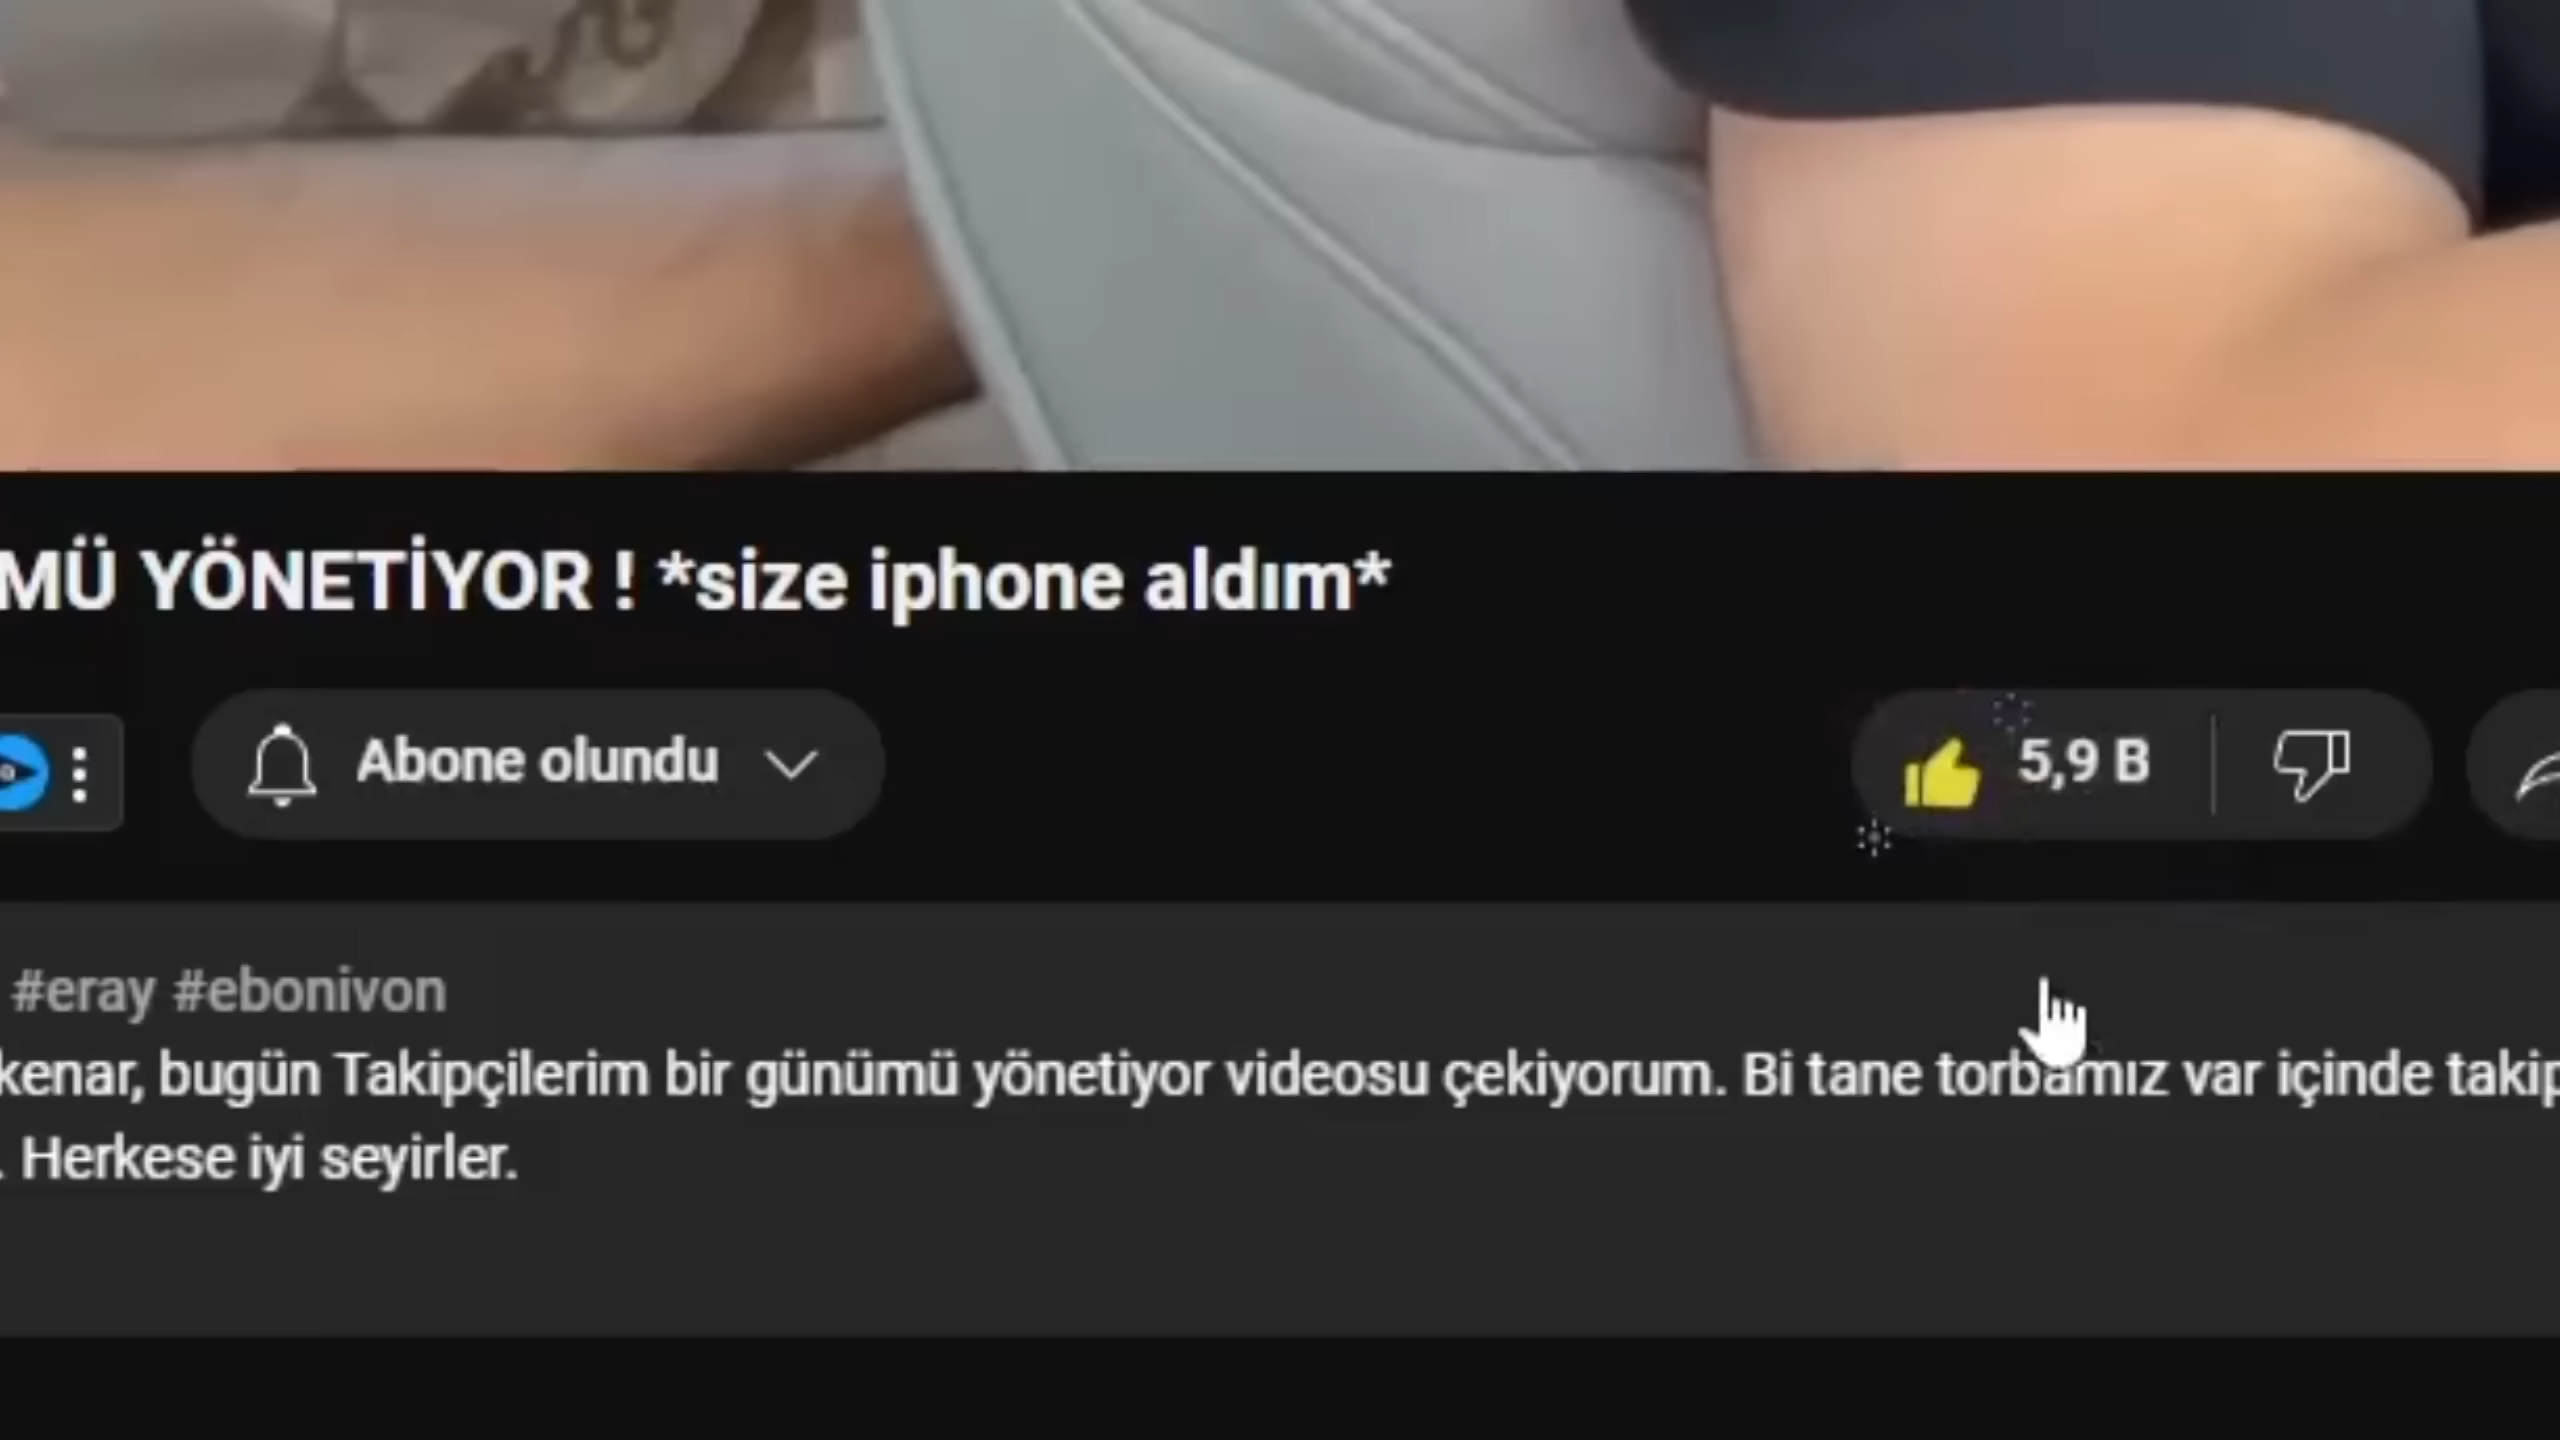 MÜ YÖNETİYOR ! *size iphone aldım*
Abone olundu
5,9 B
#eray #ebonivon
kenar, bugün Takipçilerim bir günümü yönetiyor videosu çekiyorum. Bi tane torbamız var içinde takip
. Herkese iyi seyirler.